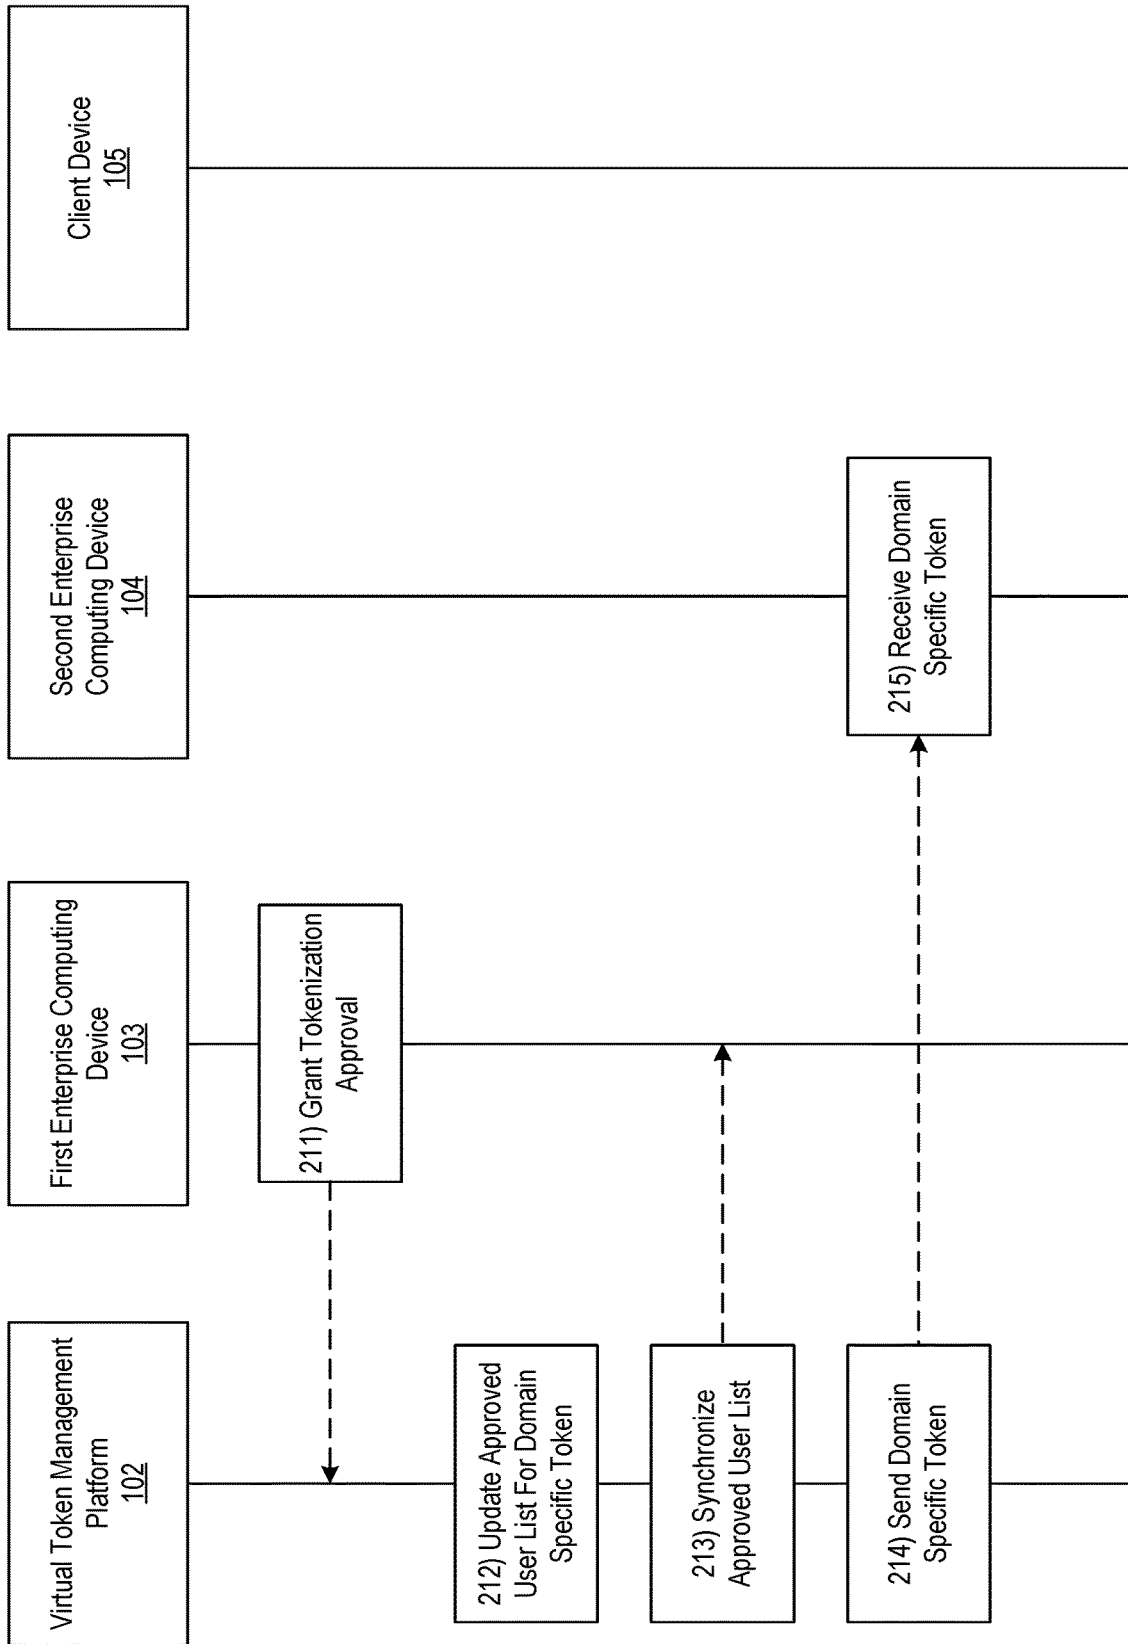 Virtual Token Management
Platform
102
First Enterprise Computing
Device
103
Second Enterprise
Computing Device
104
Client Device
105
211) Grant Tokenization
Approval
212) Update Approved
User List For Domain
Specific Token
213) Synchronize
Approved User List
214) Send Domain
Specific Token
215) Receive Domain
Specific Token